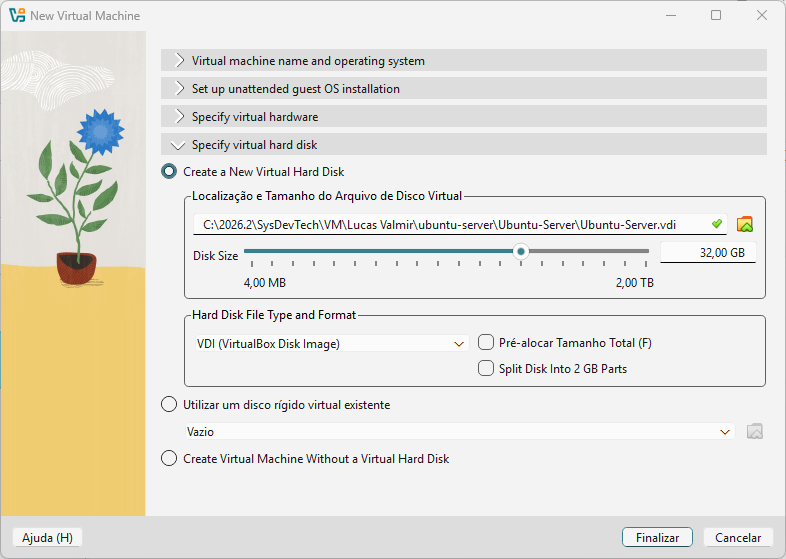 New Virtual Machine
Virtual machine name and operating system
Set up unattended guest OS installation
Specify virtual hardware
Specify virtual hard disk
Create a New Virtual Hard Disk
Localização e Tamanho do Arquivo de Disco Virtual
C:\2026.2\SysDevTech\VM\Lucas Valmir\ubuntu-server\Ubuntu-Server\Ubuntu-Server.vdi
Disk Size 32,00 GB
4,00 MB 2,00 TB
Hard Disk File Type and Format
VDI (VirtualBox Disk Image) Pré-alocar Tamanho Total (F)
Split Disk Into 2 GB Parts
Utilizar um disco rígido virtual existente
Vazio
Create Virtual Machine Without a Virtual Hard Disk
Ajuda (H) Finalizar Cancelar